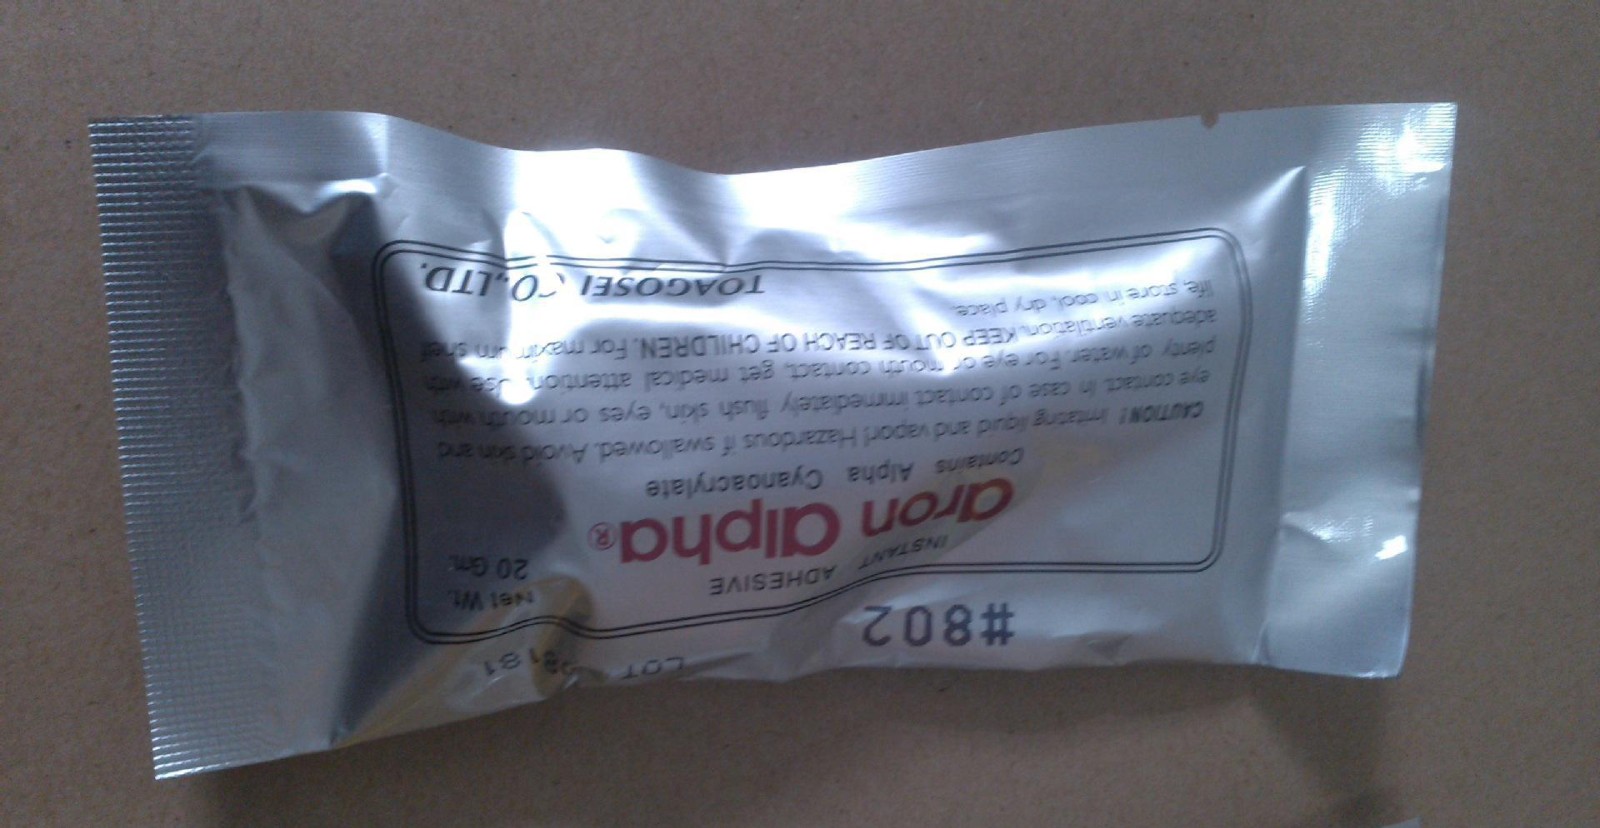 #802 LOT
INSTANT ADHESIVE
aron alpha®
Net Wt.
20 Gm.
Contains Alpha Cyanoacrylate
CAUTION! Irritating liquid and vapor! Hazardous if swallowed. Avoid skin and
eye contact. In case of contact immediately flush skin, eyes or mouth with
plenty of water. For eye or mouth contact, get medical attention. Use with
adequate ventilation. KEEP OUT OF REACH OF CHILDREN. For maximum shelf
life, store in cool, dry place.
TOAGOSEI CO.,LTD.